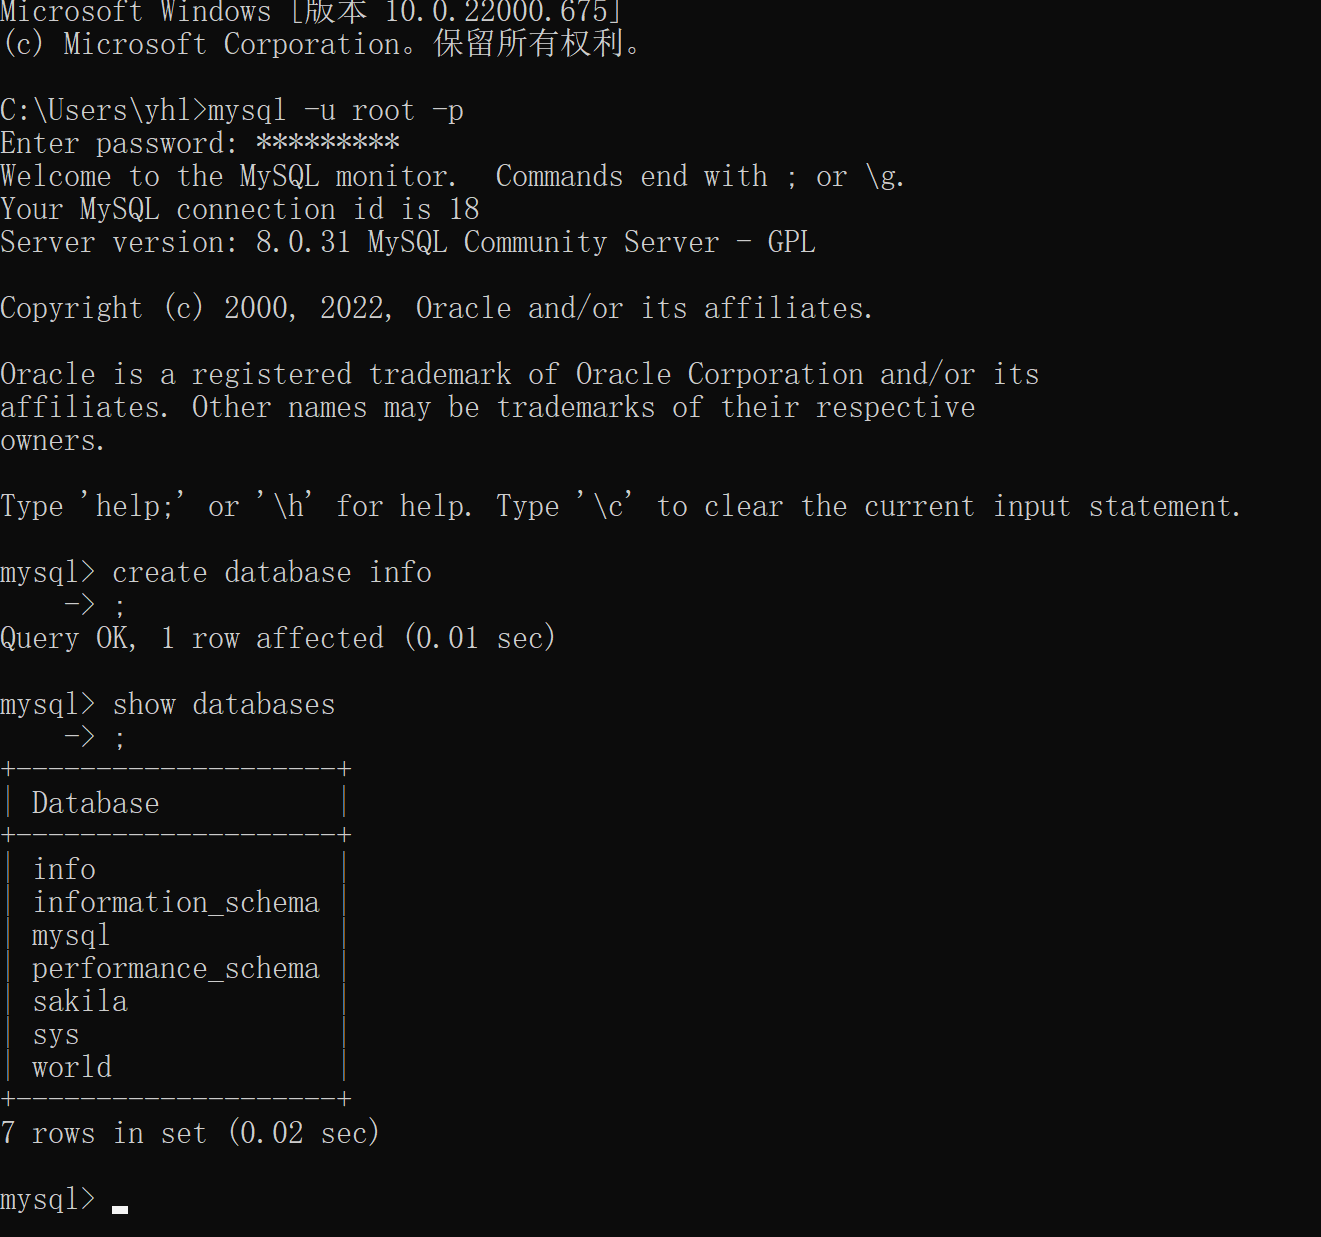 Microsoft Windows [版本 10.0.22000.675]
(c) Microsoft Corporation。保留所有权利。
C:\Users\yhl>mysql -u root -p
Enter password: *********
Welcome to the MySQL monitor.  Commands end with ; or \g.
Your MySQL connection id is 18
Server version: 8.0.31 MySQL Community Server - GPL
Copyright (c) 2000, 2022, Oracle and/or its affiliates.
Oracle is a registered trademark of Oracle Corporation and/or its
affiliates. Other names may be trademarks of their respective
owners.
Type 'help;' or '\h' for help. Type '\c' to clear the current input statement.
mysql> create database info
    -> ;
Query OK, 1 row affected (0.01 sec)
mysql> show databases
    -> ;
+--------------------+
| Database           |
+--------------------+
| info               |
| information_schema |
| mysql              |
| performance_schema |
| sakila             |
| sys                |
| world              |
+--------------------+
7 rows in set (0.02 sec)
mysql>